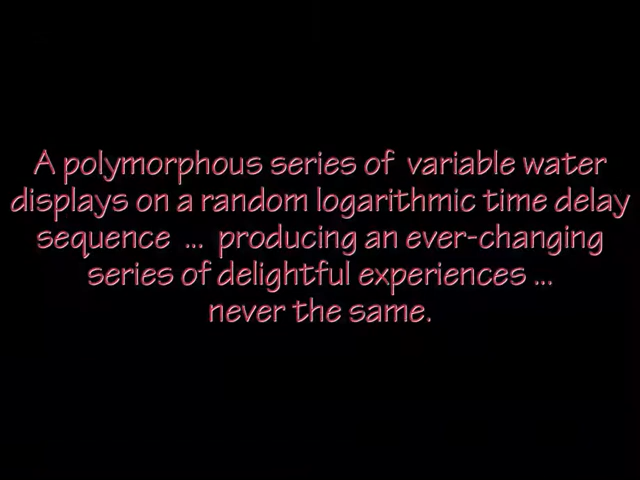 A polymorphous series of variable water
displays on a random logarithmic time delay
sequence ... producing an ever-changing
series of delightful experiences ...
never the same.